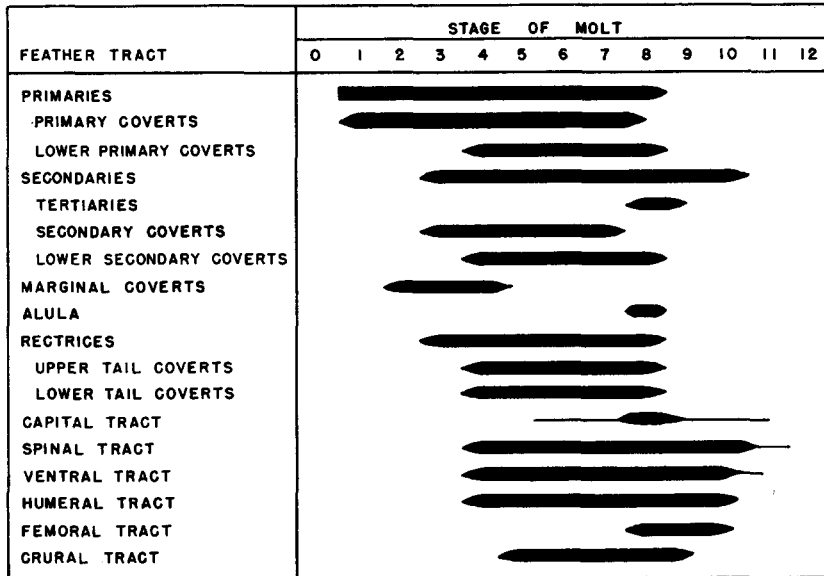 STAGE OF MOLT
FEATHER TRACT 0 1 2 3 4 5 6 7 8 9 10 11 12
PRIMARIES
PRIMARY COVERTS
LOWER PRIMARY COVERTS
SECONDARIES
TERTIARIES
SECONDARY COVERTS
LOWER SECONDARY COVERTS
MARGINAL COVERTS
ALULA
RECTRICES
UPPER TAIL COVERTS
LOWER TAIL COVERTS
CAPITAL TRACT
SPINAL TRACT
VENTRAL TRACT
HUMERAL TRACT
FEMORAL TRACT
CRURAL TRACT